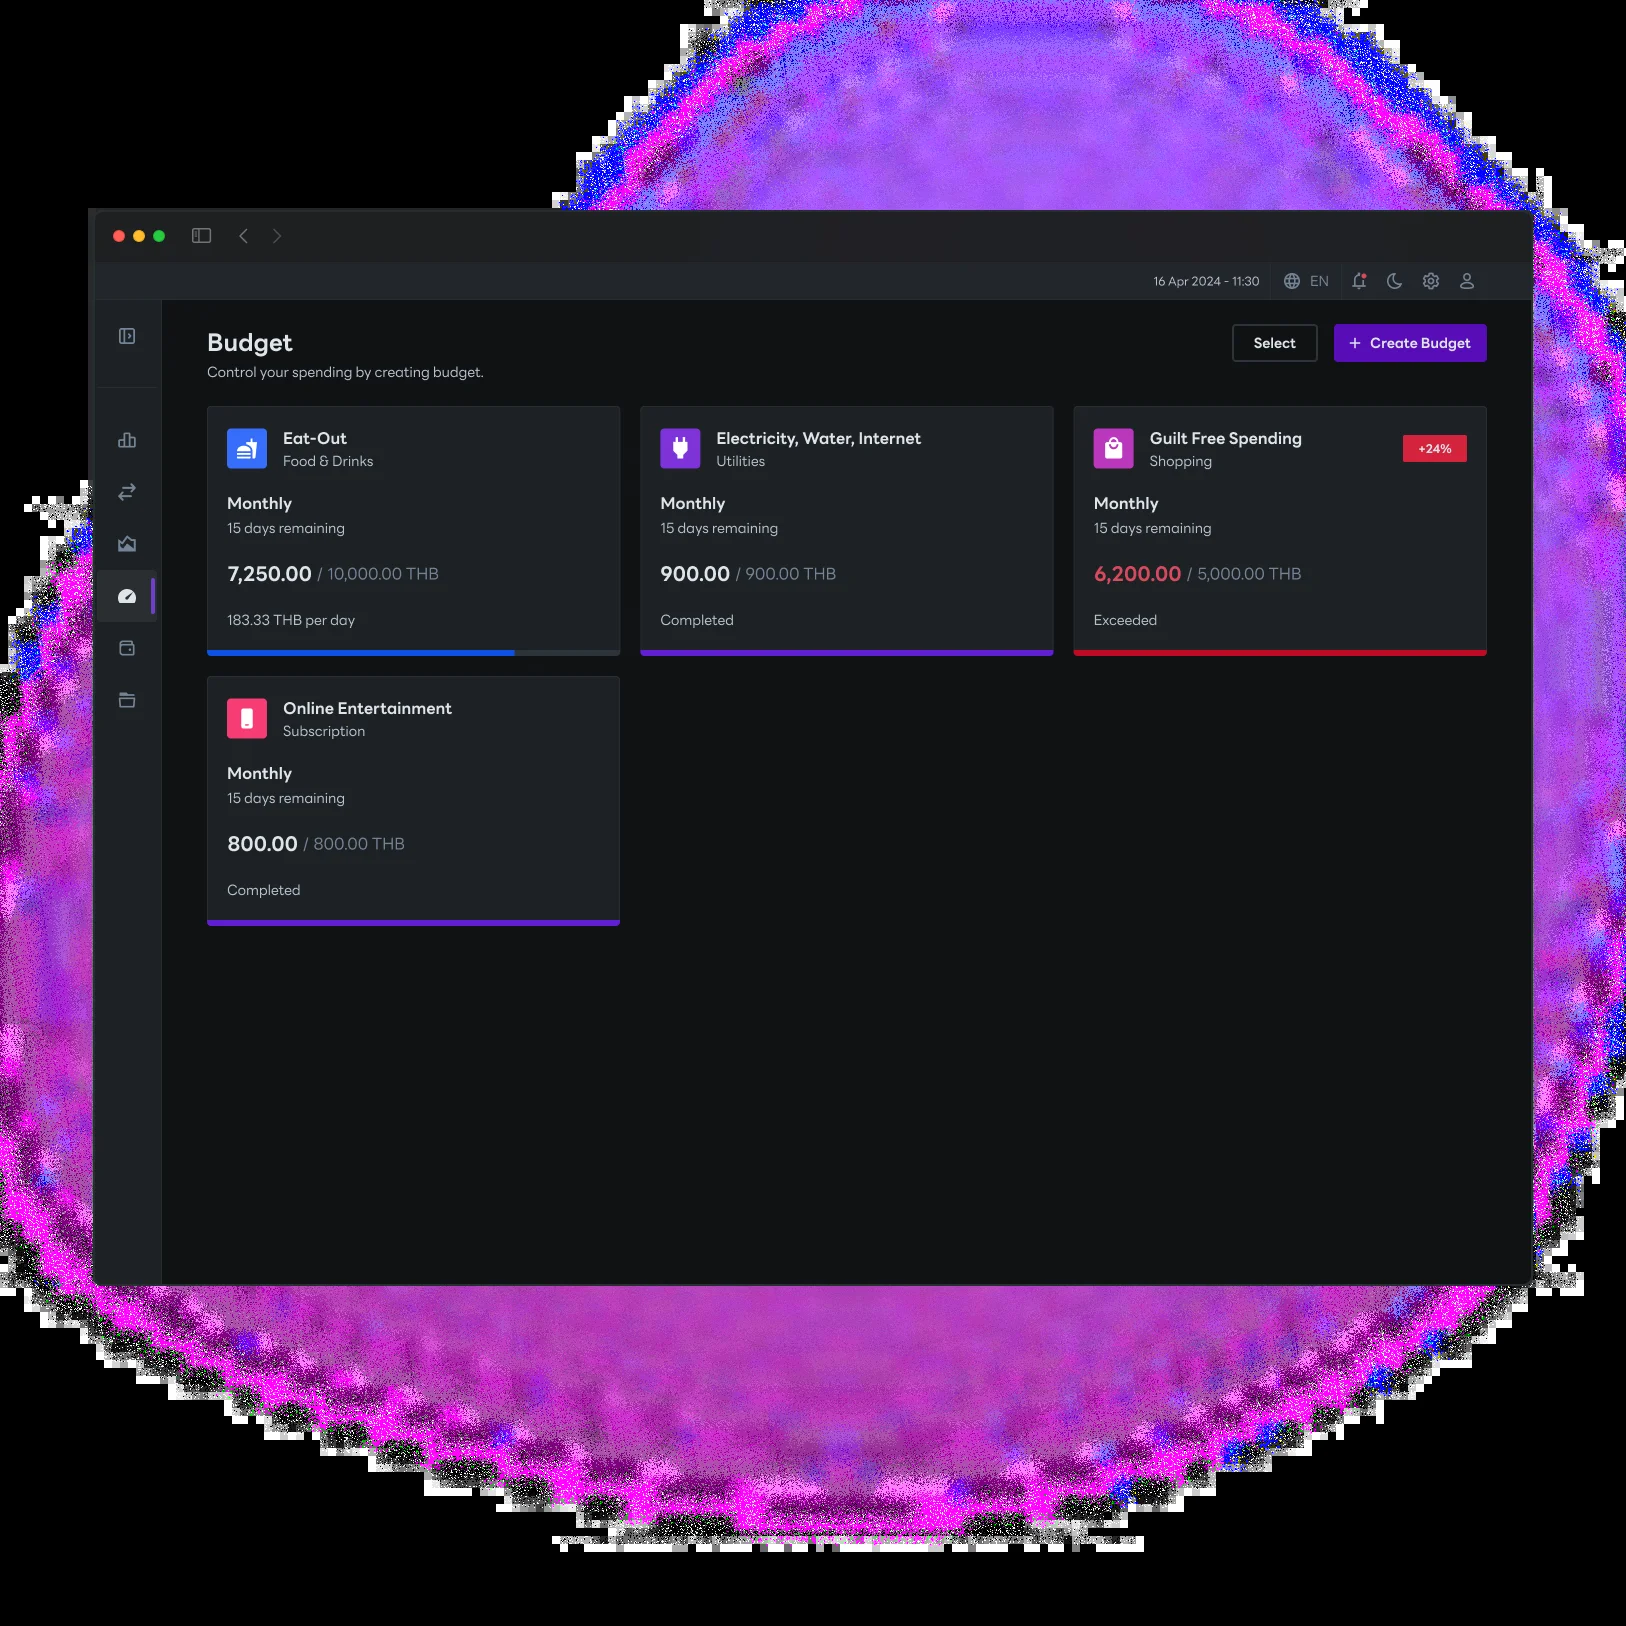 16 Apr 2024 - 11:30
EN
Budget
Control your spending by creating budget.
Select
+ Create Budget
Eat-Out
Food & Drinks
Monthly
15 days remaining
7,250.00 / 10,000.00 THB
183.33 THB per day
Electricity, Water, Internet
Utilities
Monthly
15 days remaining
900.00 / 900.00 THB
Completed
Guilt Free Spending
Shopping
+24%
Monthly
15 days remaining
6,200.00 / 5,000.00 THB
Exceeded
Online Entertainment
Subscription
Monthly
15 days remaining
800.00 / 800.00 THB
Completed